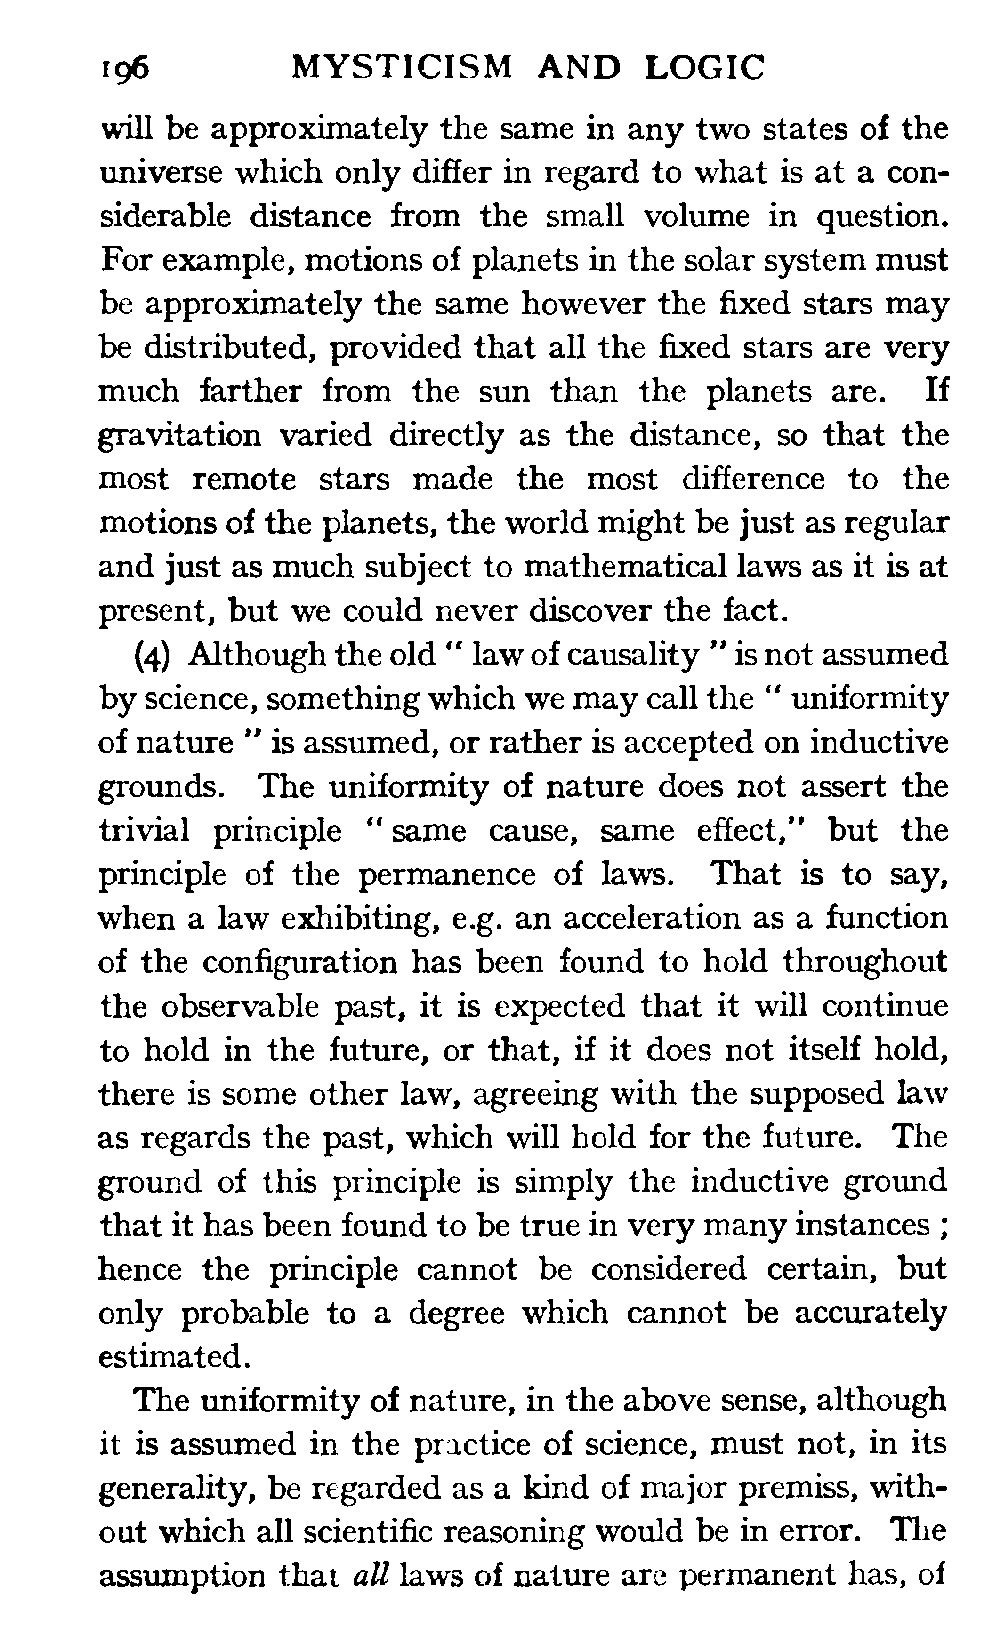 196 MYSTICISM AND LOGIC
will be approximately the same in any two states of the
universe which only differ in regard to what is at a con-
siderable distance from the small volume in question.
For example, motions of planets in the solar system must
be approximately the same however the fixed stars may
be distributed, provided that all the fixed stars are very
much farther from the sun than the planets are. If
gravitation varied directly as the distance, so that the
most remote stars made the most difference to the
motions of the planets, the world might be just as regular
and just as much subject to mathematical laws as it is at
present, but we could never discover the fact.
(4) Although the old " law of causality " is not assumed
by science, something which we may call the " uniformity
of nature " is assumed, or rather is accepted on inductive
grounds. The uniformity of nature does not assert the
trivial principle " same cause, same effect," but the
principle of the permanence of laws. That is to say,
when a law exhibiting, e.g. an acceleration as a function
of the configuration has been found to hold throughout
the observable past, it is expected that it will continue
to hold in the future, or that, if it does not itself hold,
there is some other law, agreeing with the supposed law
as regards the past, which will hold for the future. The
ground of this principle is simply the inductive ground
that it has been found to be true in very many instances ;
hence the principle cannot be considered certain, but
only probable to a degree which cannot be accurately
estimated.
The uniformity of nature, in the above sense, although
it is assumed in the practice of science, must not, in its
generality, be regarded as a kind of major premiss, with-
out which all scientific reasoning would be in error. The
assumption that all laws of nature are permanent has, of